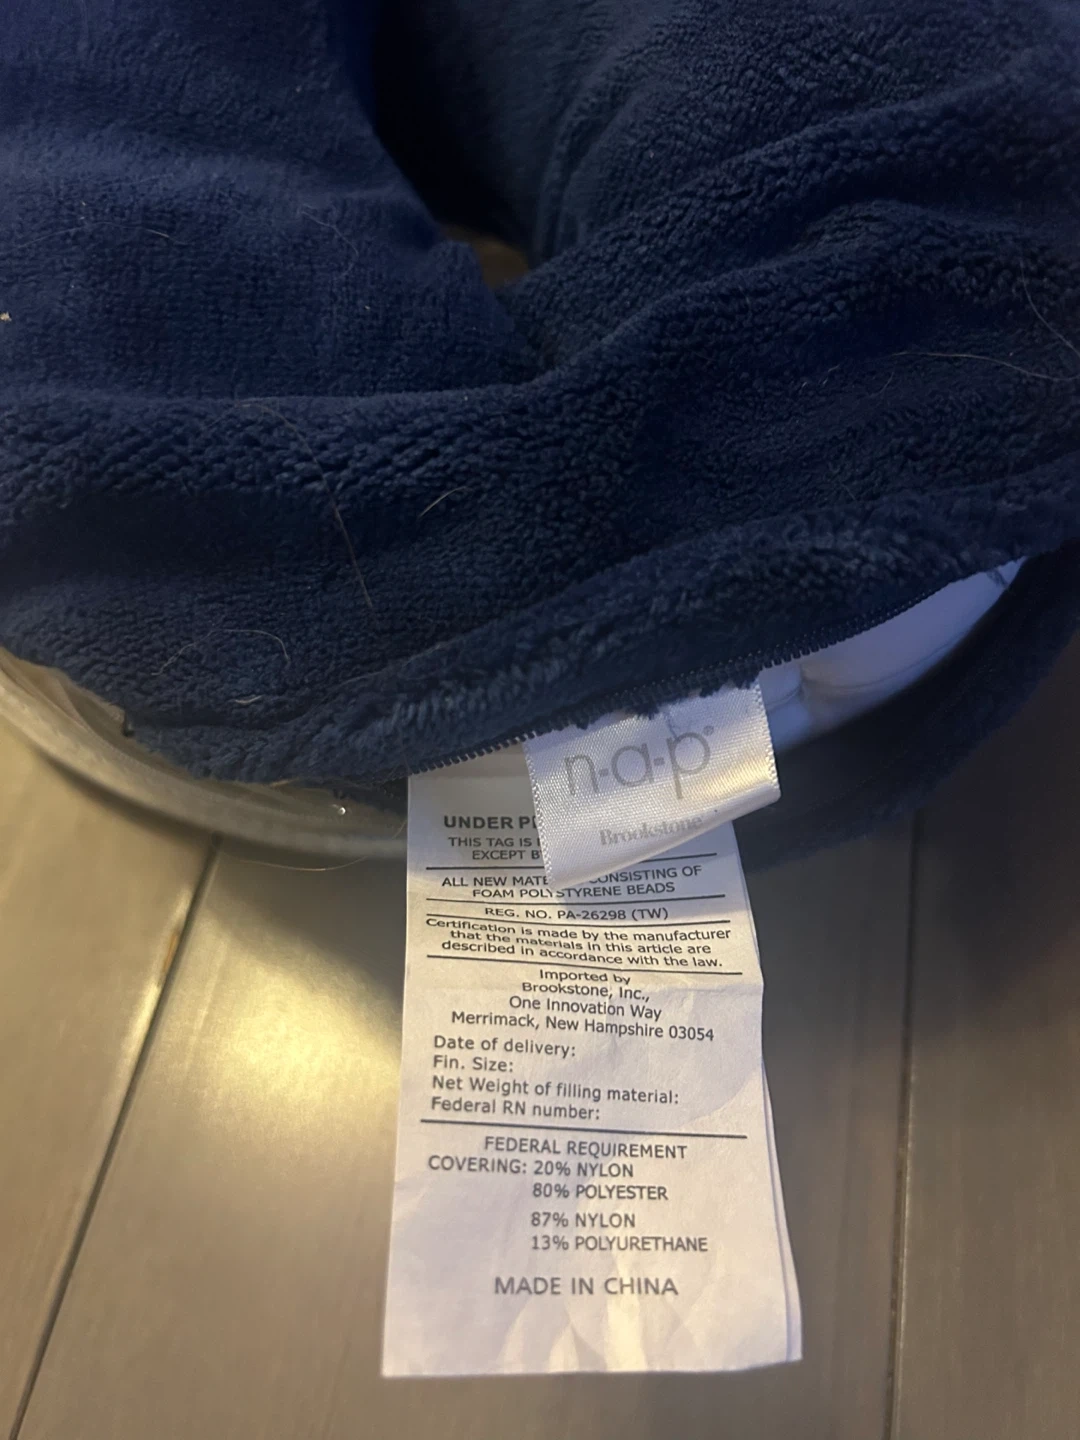 n·a·p®
Brookstone
UNDER
THIS TAG IS
EXCEPT
ALL NEW CONSISTING OF
FOAM POLYSTYRENE BEADS
REG. NO. PA-26298 (TW)
Certification is made by the manufacturer
that the materials in this article are
described in accordance with the law.
Imported by
Brookstone, Inc.,
One Innovation Way
Merrimack, New Hampshire 03054
Date of delivery:
Fin. Size:
Net Weight of filling material:
Federal RN number:
FEDERAL REQUIREMENT
COVERING: 20% NYLON
80% POLYESTER
87% NYLON
13% POLYURETHANE
MADE IN CHINA